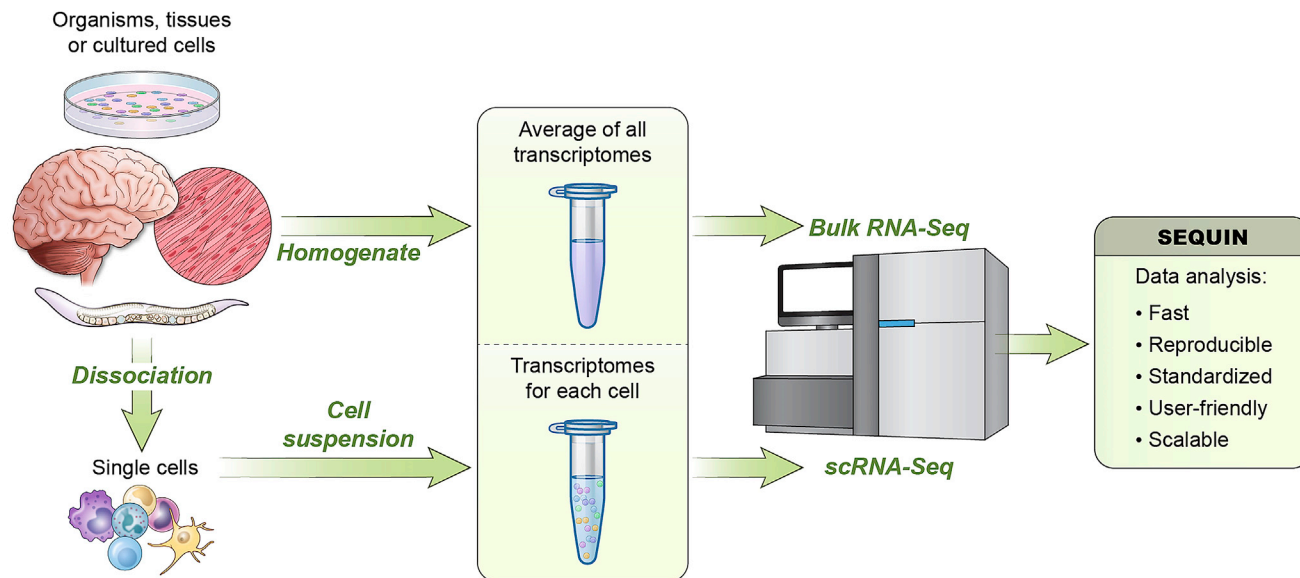 Organisms, tissues
or cultured cells
Homogenate
Dissociation
Single cells
Cell
suspension
Average of all
transcriptomes
Transcriptomes
for each cell
Bulk RNA-Seq
scRNA-Seq
SEQUIN
Data analysis:
• Fast
• Reproducible
• Standardized
• User-friendly
• Scalable